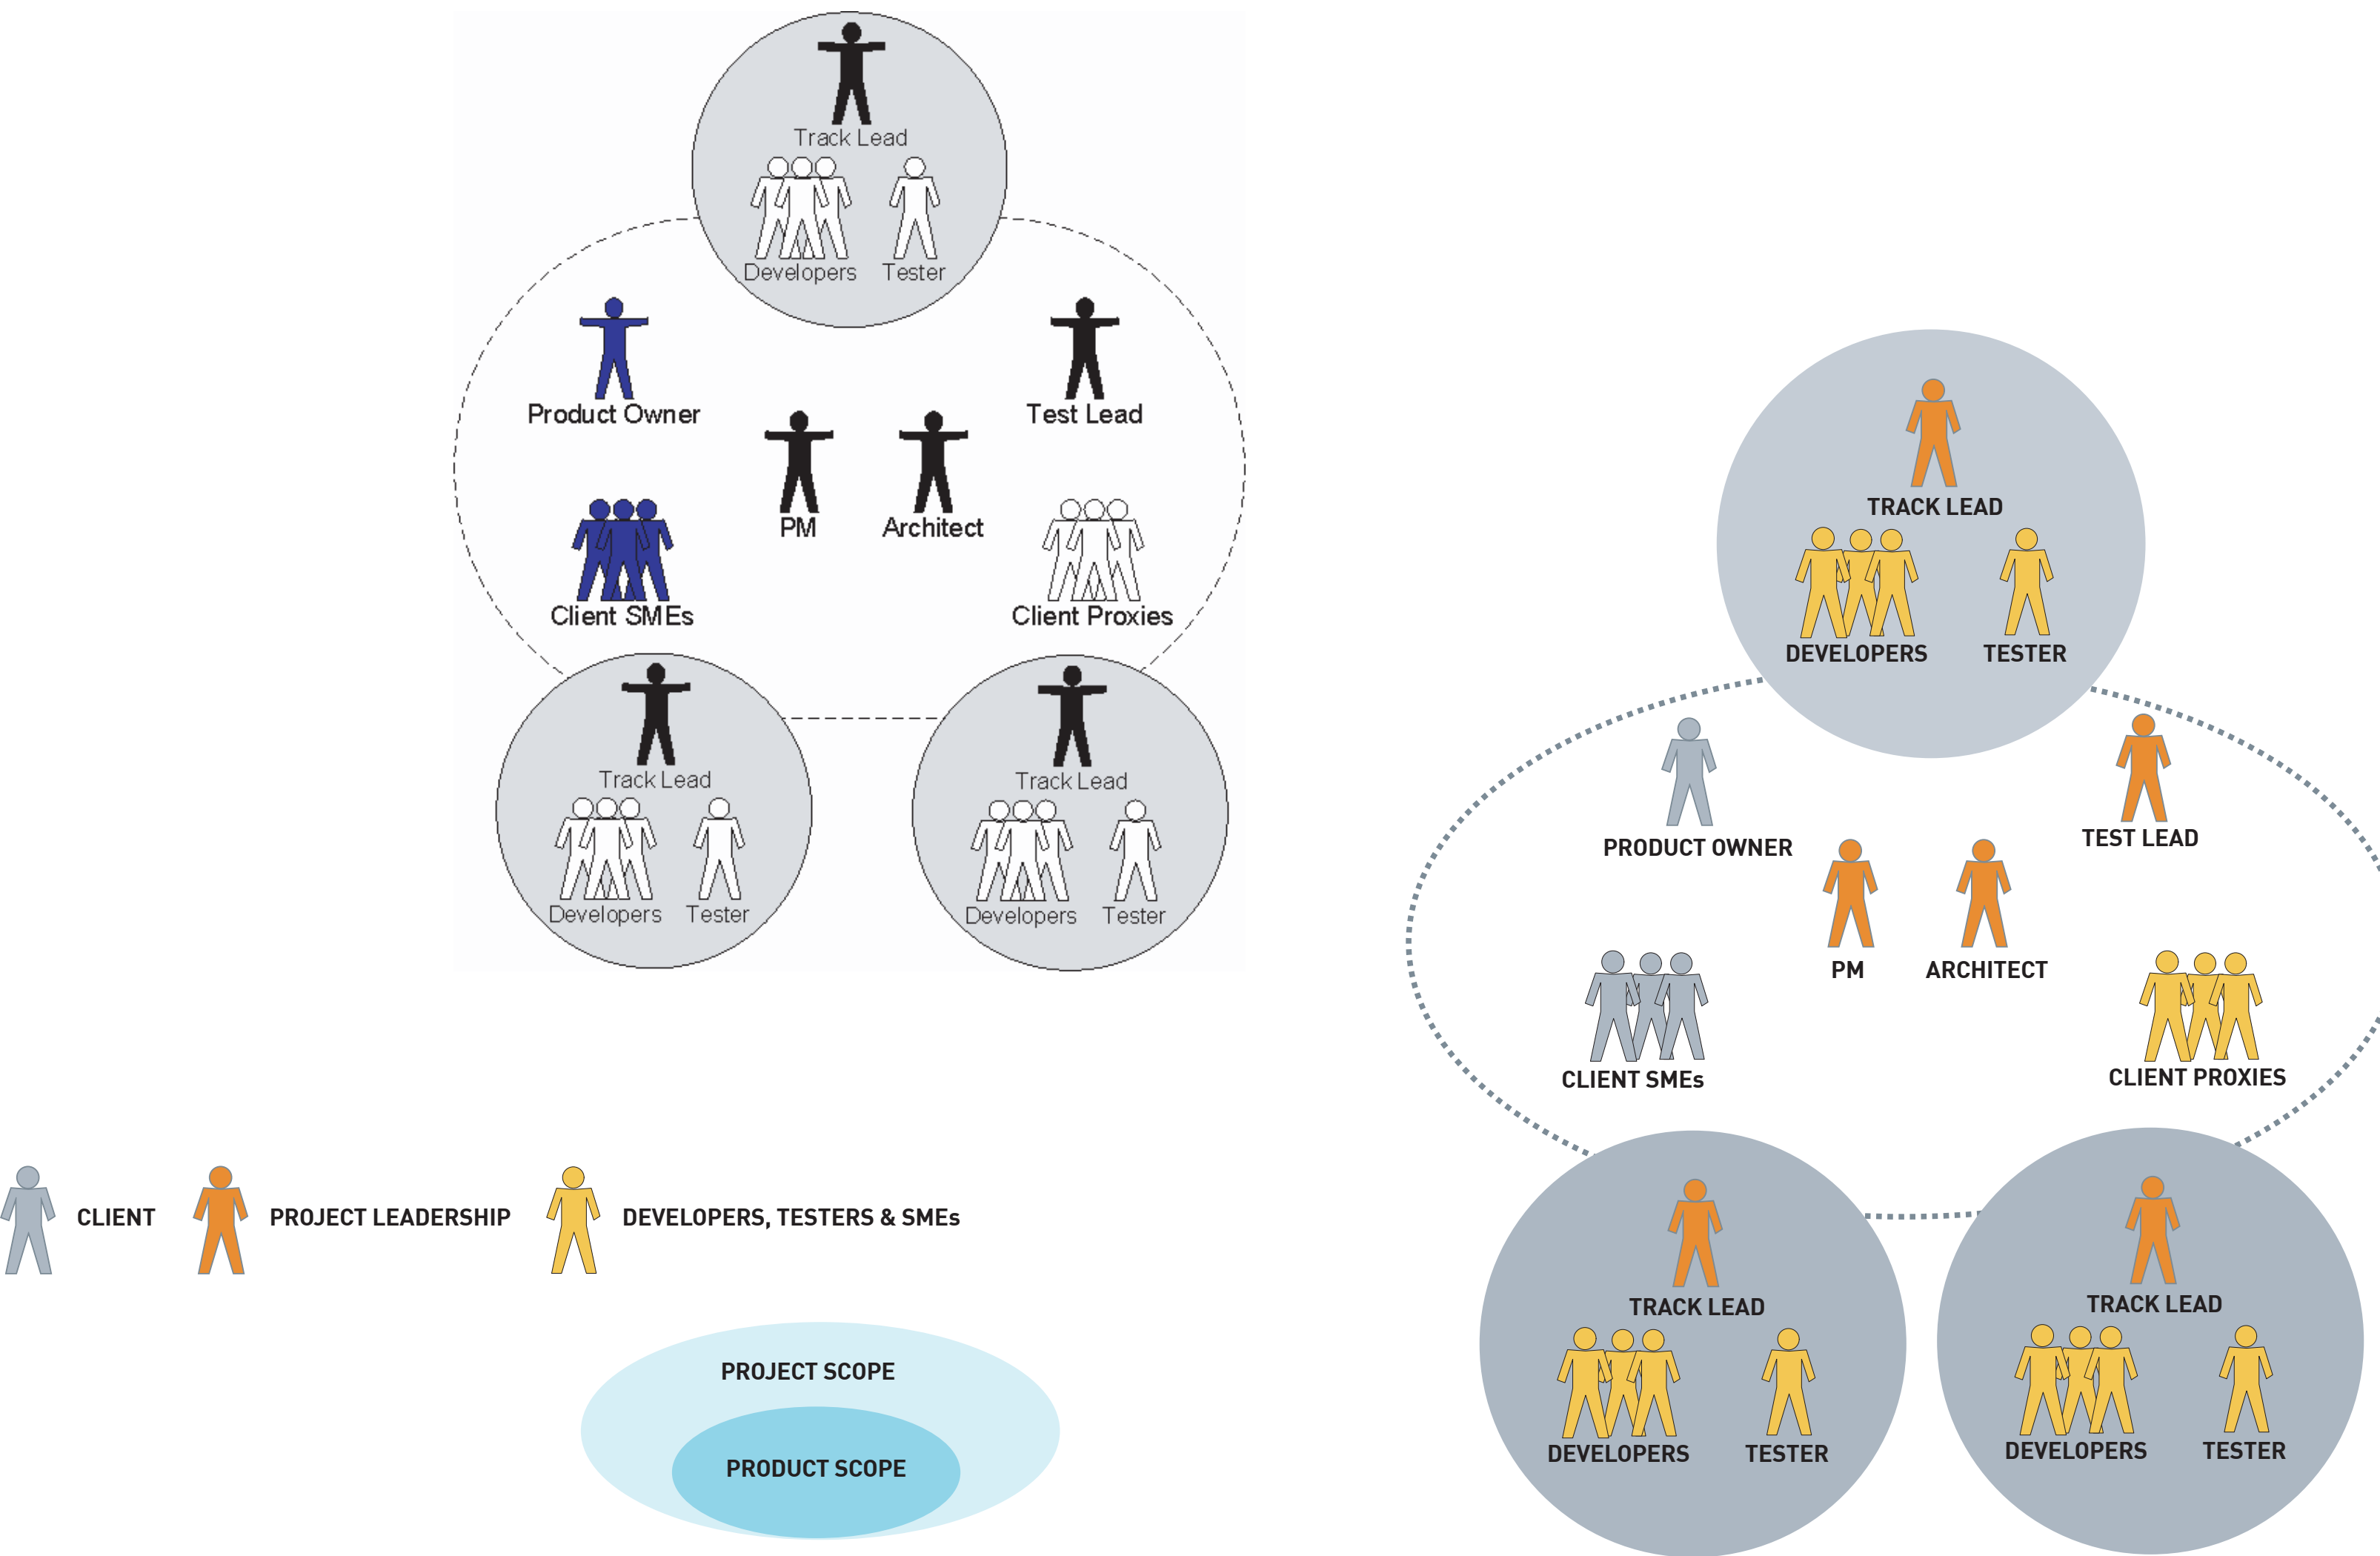 Track Lead
Developers Tester
Product Owner
Test Lead
PM
Architect
Client SMEs
Client Proxies
Track Lead
Developers Tester
Track Lead
Developers Tester
TRACK LEAD
DEVELOPERS TESTER
PRODUCT OWNER
TEST LEAD
PM
ARCHITECT
CLIENT SMEs
CLIENT PROXIES
TRACK LEAD
DEVELOPERS TESTER
TRACK LEAD
DEVELOPERS TESTER
CLIENT
PROJECT LEADERSHIP
DEVELOPERS, TESTERS & SMEs
PROJECT SCOPE
PRODUCT SCOPE